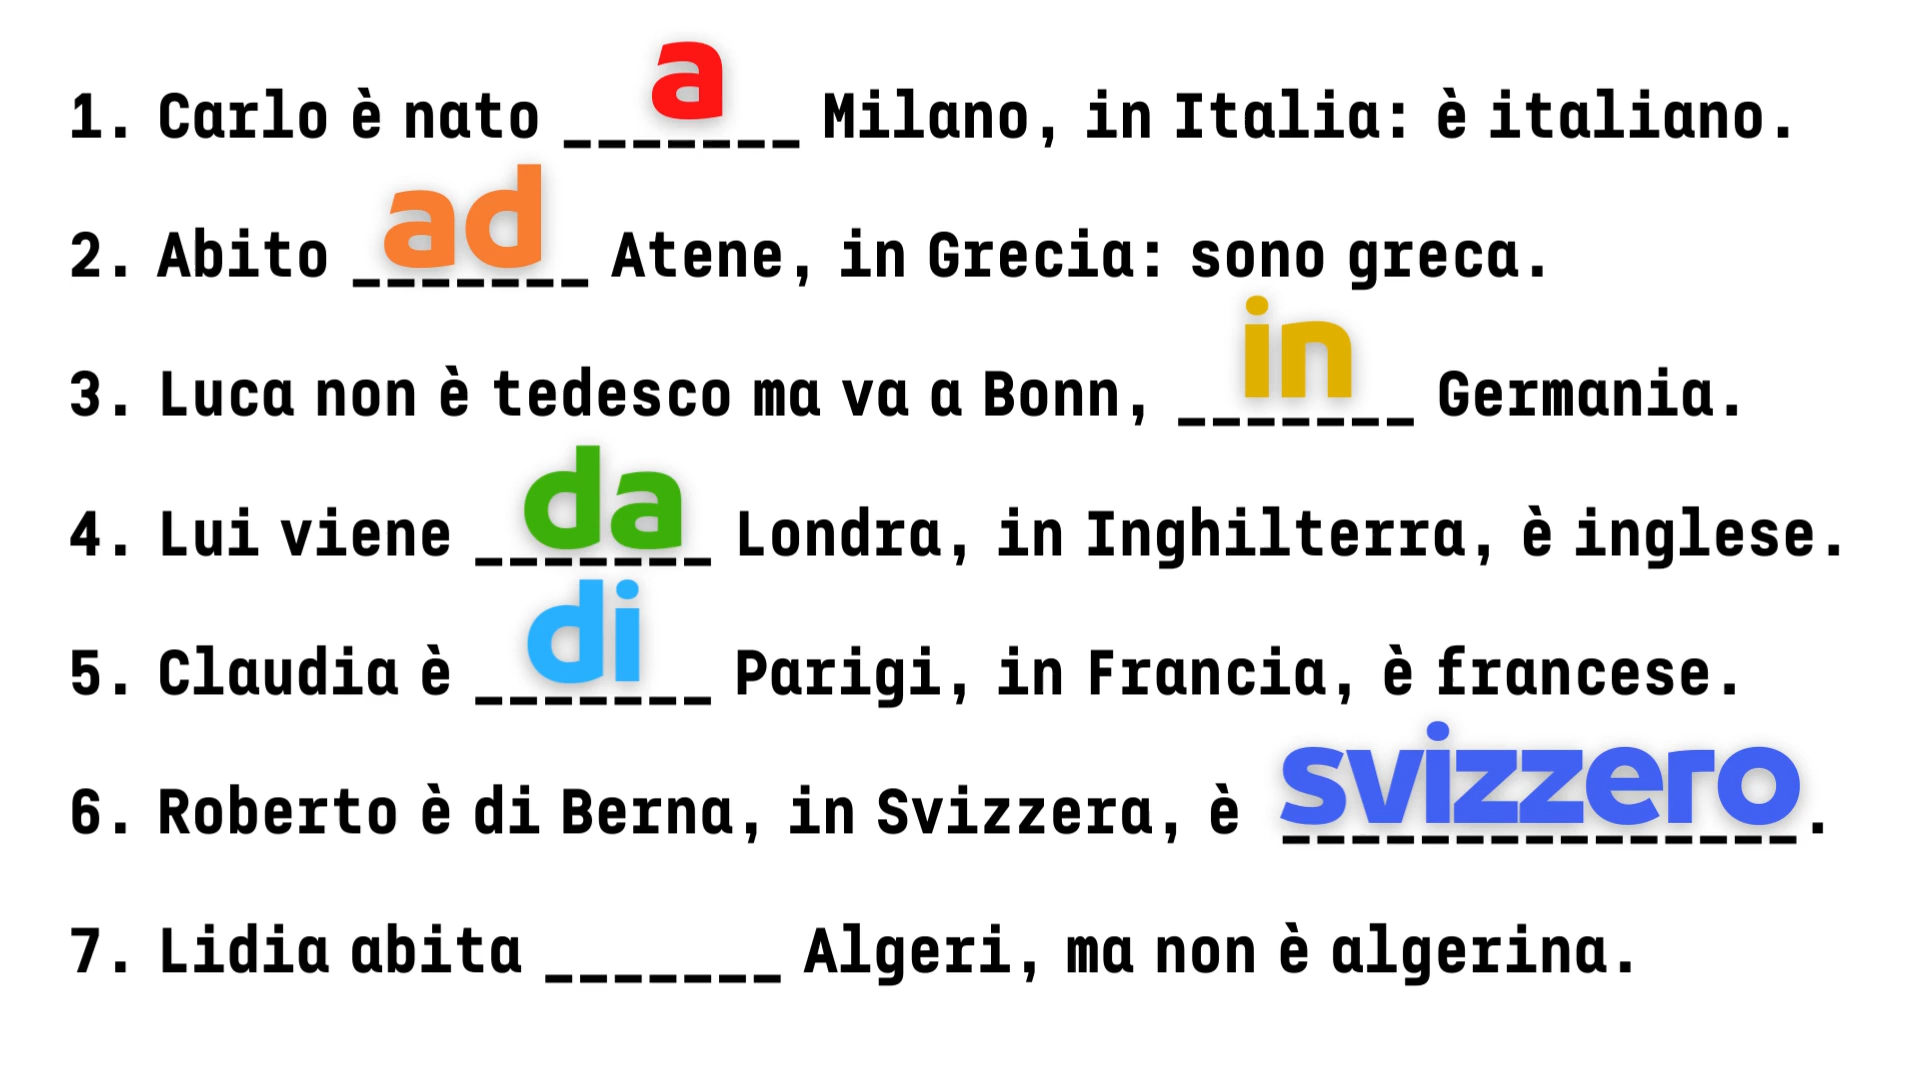 1. Carlo è nato a Milano, in Italia: è italiano.
2. Abito ad Atene, in Grecia: sono greca.
3. Luca non è tedesco ma va a Bonn, in Germania.
4. Lui viene da Londra, in Inghilterra, è inglese.
5. Claudia è di Parigi, in Francia, è francese.
6. Roberto è di Berna, in Svizzera, è svizzero.
7. Lidia abita _______ Algeri, ma non è algerina.